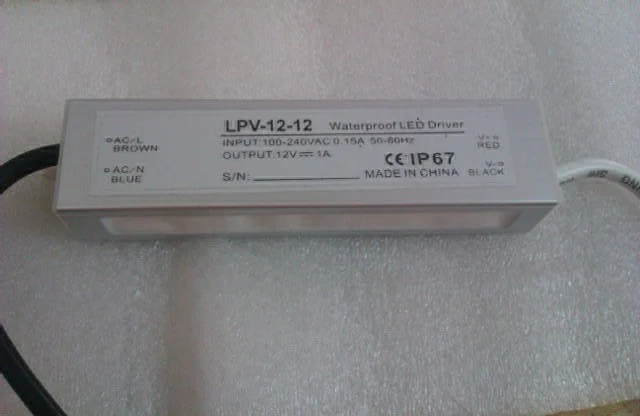 LPV-12-12 Waterproof LED Driver
AC/L
BROWN
INPUT:100-240VAC 0.15A 50-60Hz
V+
RED
OUTPUT:12V⎓1A
AC/N
BLUE
CE IP67
V-
BLACK
S/N:
MADE IN CHINA